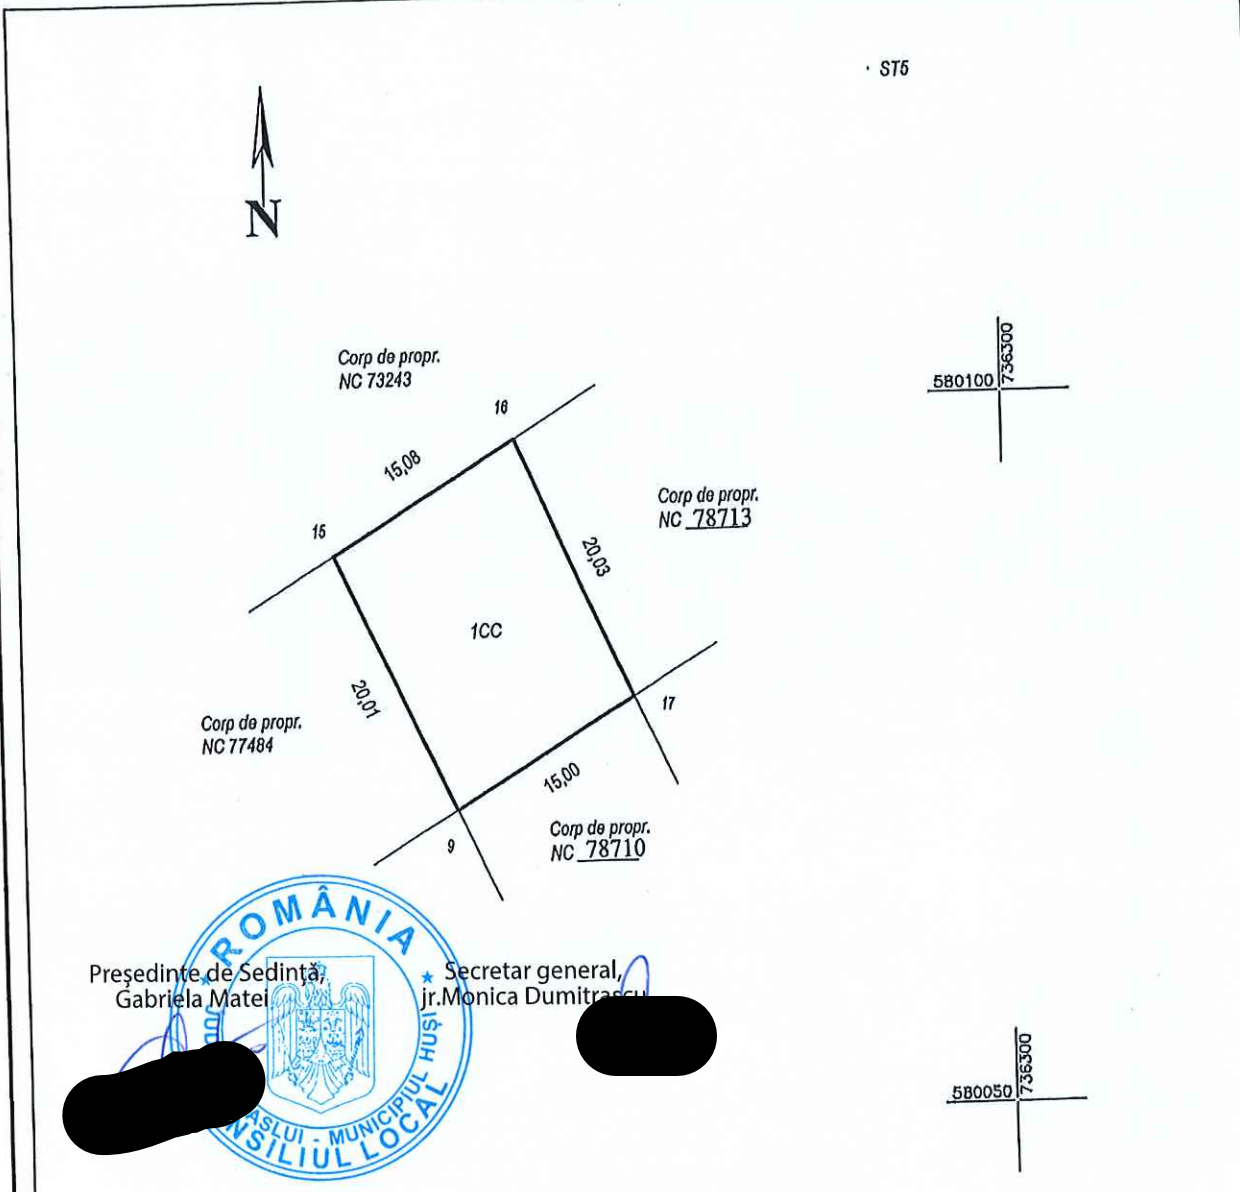 ST5
N
Corp de propr.
NC 73243
580100
736300
16
15,08
Corp de propr.
NC 78713
15
20,03
1CC
20,01
17
Corp de propr.
NC 77484
15,00
Corp de propr.
NC 78710
9
ROMÂNIA
Președinte de Sedință,
Gabriela Matei
Secretar general,
jr.Monica Dumitrașcu
MUNICIPIUL HUȘI
CONSILIUL LOCAL
580050
736300